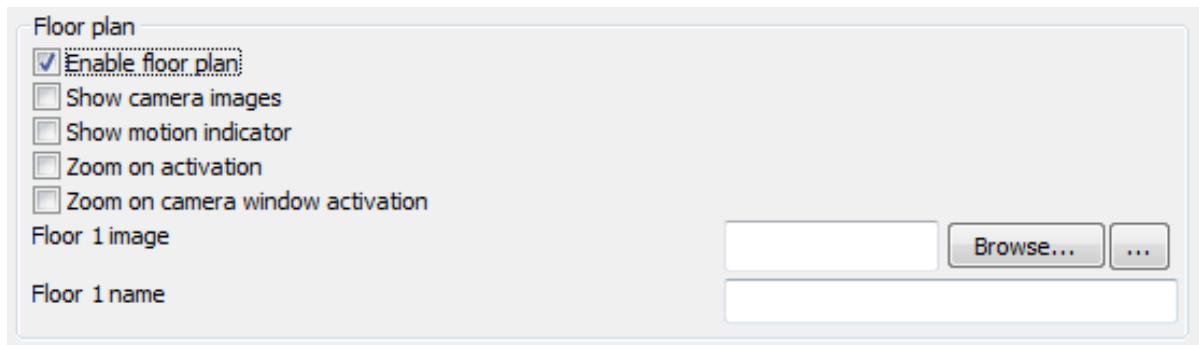 Floor plan
Enable floor plan
Show camera images
Show motion indicator
Zoom on activation
Zoom on camera window activation
Floor 1 image Browse... ...
Floor 1 name